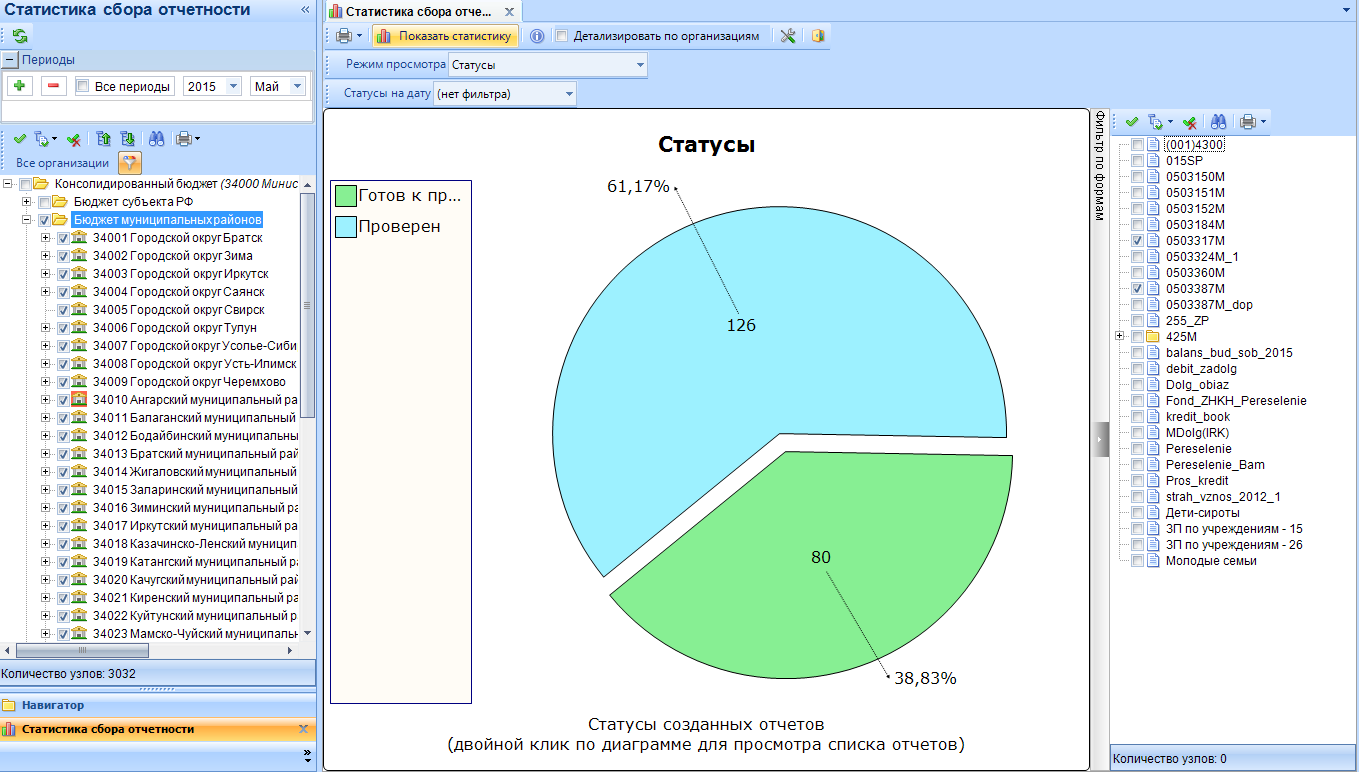 Статистика сбора отчетности
Периоды
Все периоды
2015
Май
Все организации
Консолидированный бюджет (34000 Минис
Бюджет субъекта РФ
Бюджет муниципальных районов
34001 Городской округ Братск
34002 Городской округ Зима
34003 Городской округ Иркутск
34004 Городской округ Саянск
34005 Городской округ Свирск
34006 Городской округ Тулун
34007 Городской округ Усолье-Сиби
34008 Городской округ Усть-Илимск
34009 Городской округ Черемхово
34010 Ангарский муниципальный ра
34011 Балаганский муниципальный
34012 Бодайбинский муниципальнь
34013 Братский муниципальный рай
34014 Жигаловский муниципальный
34015 Заларинский муниципальный
34016 Зиминский муниципальный ра
34017 Иркутский муниципальный ра
34018 Казачинско-Ленский муницип
34019 Катангский муниципальный ра
34020 Качугский муниципальный рай
34021 Киренский муниципальный ра
34022 Куйтунский муниципальный р
34023 Мамско-Чуйский муниципаль
Количество узлов: 3032
Навигатор
Статистика сбора отчетности
Статистика сбора отче...
Показать статистику
Детализировать по организациям
Режим просмотра
Статусы
Статусы на дату
(нет фильтра)
Статусы
Готов к пр...
Проверен
61,17%
126
80
38,83%
Статусы созданных отчетов
(двойной клик по диаграмме для просмотра списка отчетов)
Фильтр по формам
(001)4300
015SP
0503150M
0503151M
0503152M
0503184M
0503317M
0503324M_1
0503360M
0503387M
0503387M_dop
255_ZP
425M
balans_bud_sob_2015
debit_zadolg
Dolg_obiaz
Fond_ZHKH_Pereselenie
kredit_book
MDolg(IRK)
Pereselenie
Pereselenie_Bam
Pros_kredit
strah_vznos_2012_1
Дети-сироты
ЗП по учреждениям - 15
ЗП по учреждениям - 26
Молодые семьи
Количество узлов: 0